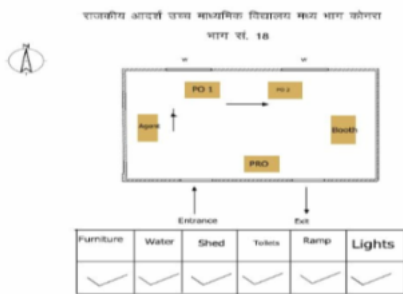 राजकीय आदर्श उच्च माध्यमिक विद्यालय मध्य भाग कोगरा
भाग सं. 18
W W
PO 1 PO 2
Agent Booth
PRO
Entrance Exit
Furniture Water Shed Toilets Ramp Lights